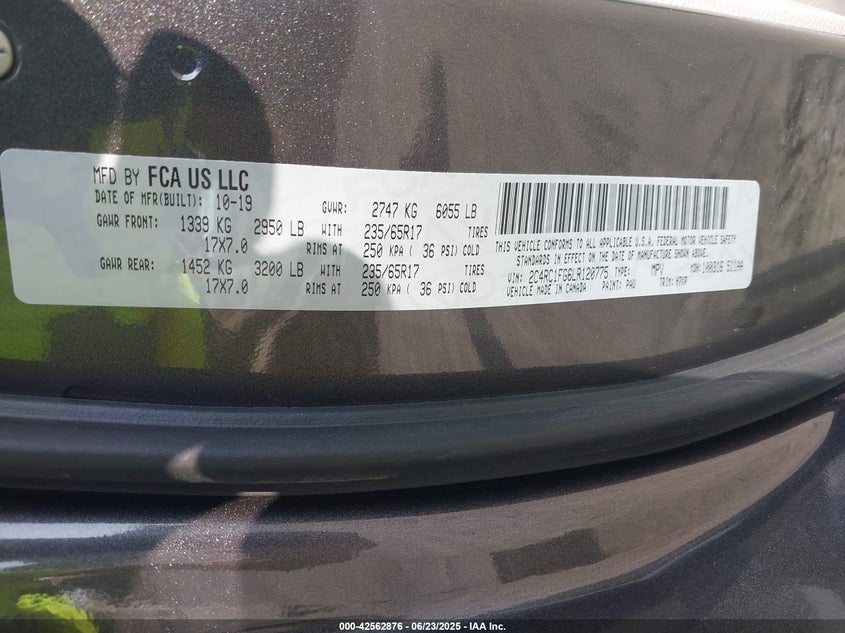 MFD BY FCA US LLC
DATE OF MFR(BUILT): 10-19 GVWR: 2747 KG 6055 LB
GAWR FRONT: 1339 KG 2950 LB WITH 235/65R17 TIRES
17X7.0 RIMS AT 250 KPA ( 36 PSI) COLD
GAWR REAR: 1452 KG 3200 LB WITH 235/65R17 TIRES
17X7.0 RIMS AT 250 KPA ( 36 PSI) COLD
THIS VEHICLE CONFORMS TO ALL APPLICABLE U.S.A. FEDERAL MOTOR VEHICLE SAFETY
STANDARDS IN EFFECT ON THE DATE OF MANUFACTURE SHOWN ABOVE.
VIN: 2C4RC1FG6LR120775 TYPE: MPV MDH: 100316 511AA
VEHICLE MADE IN CANADA PAINT: PAU TRIM:
000-42562876 - 06/23/2025 - IAA Inc.